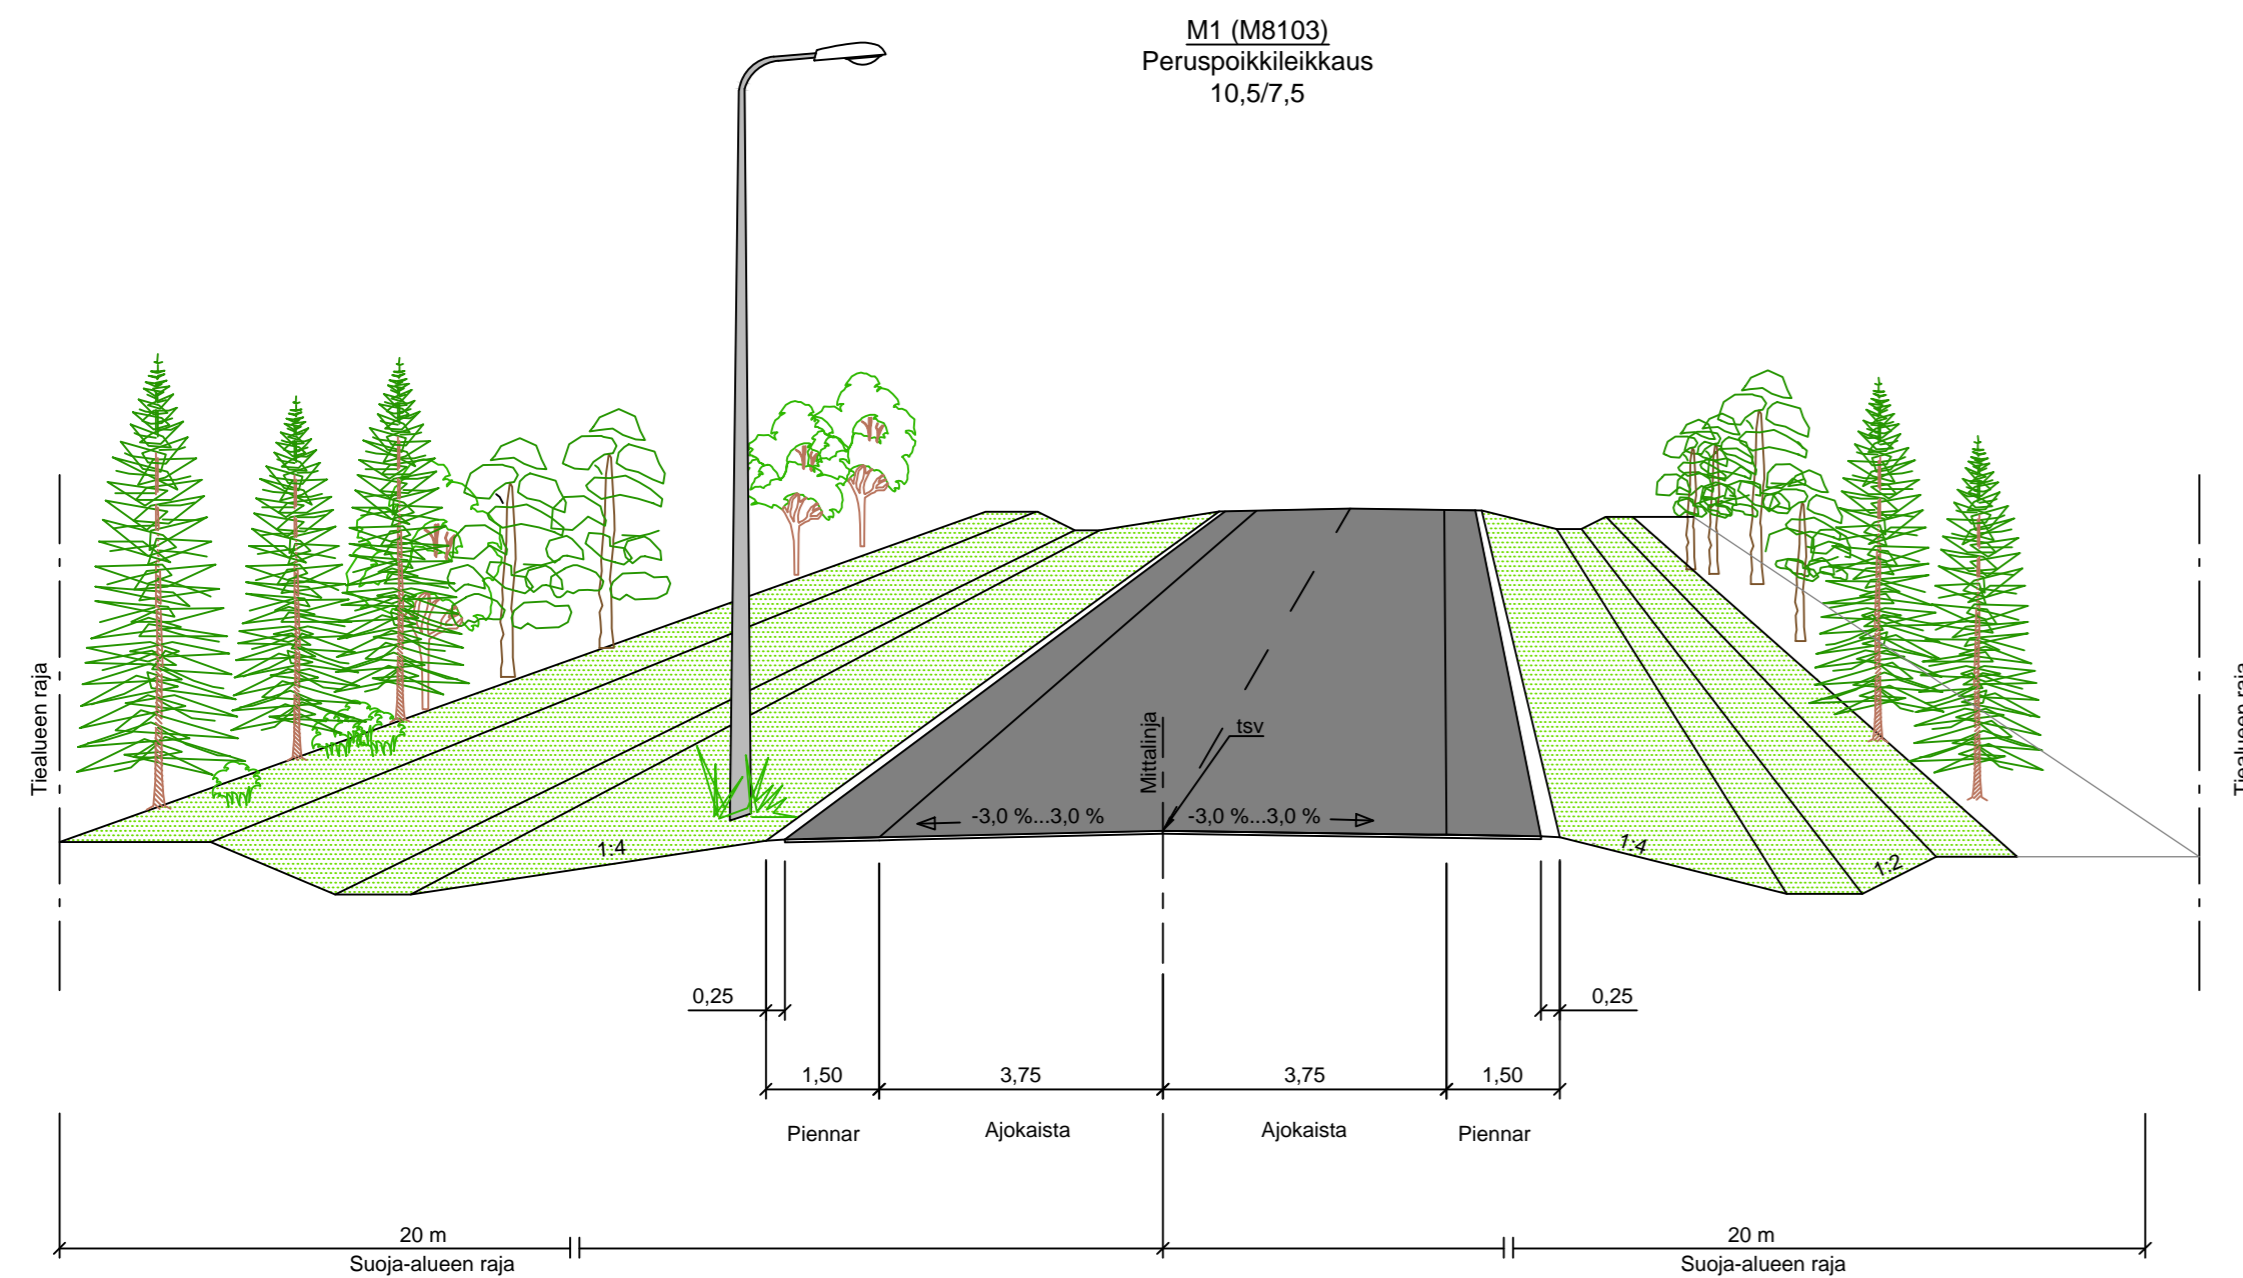 M1 (M8103)
Peruspoikkileikkaus
10,5/7,5
Tiealueen raja
Tiealueen raja
Mittalinja
tsv
-3,0 %...3,0 %
-3,0 %...3,0 %
1:4
1:4
1:2
0,25
0,25
1,50
3,75
3,75
1,50
Piennar
Ajokaista
Ajokaista
Piennar
20 m
20 m
Suoja-alueen raja
Suoja-alueen raja